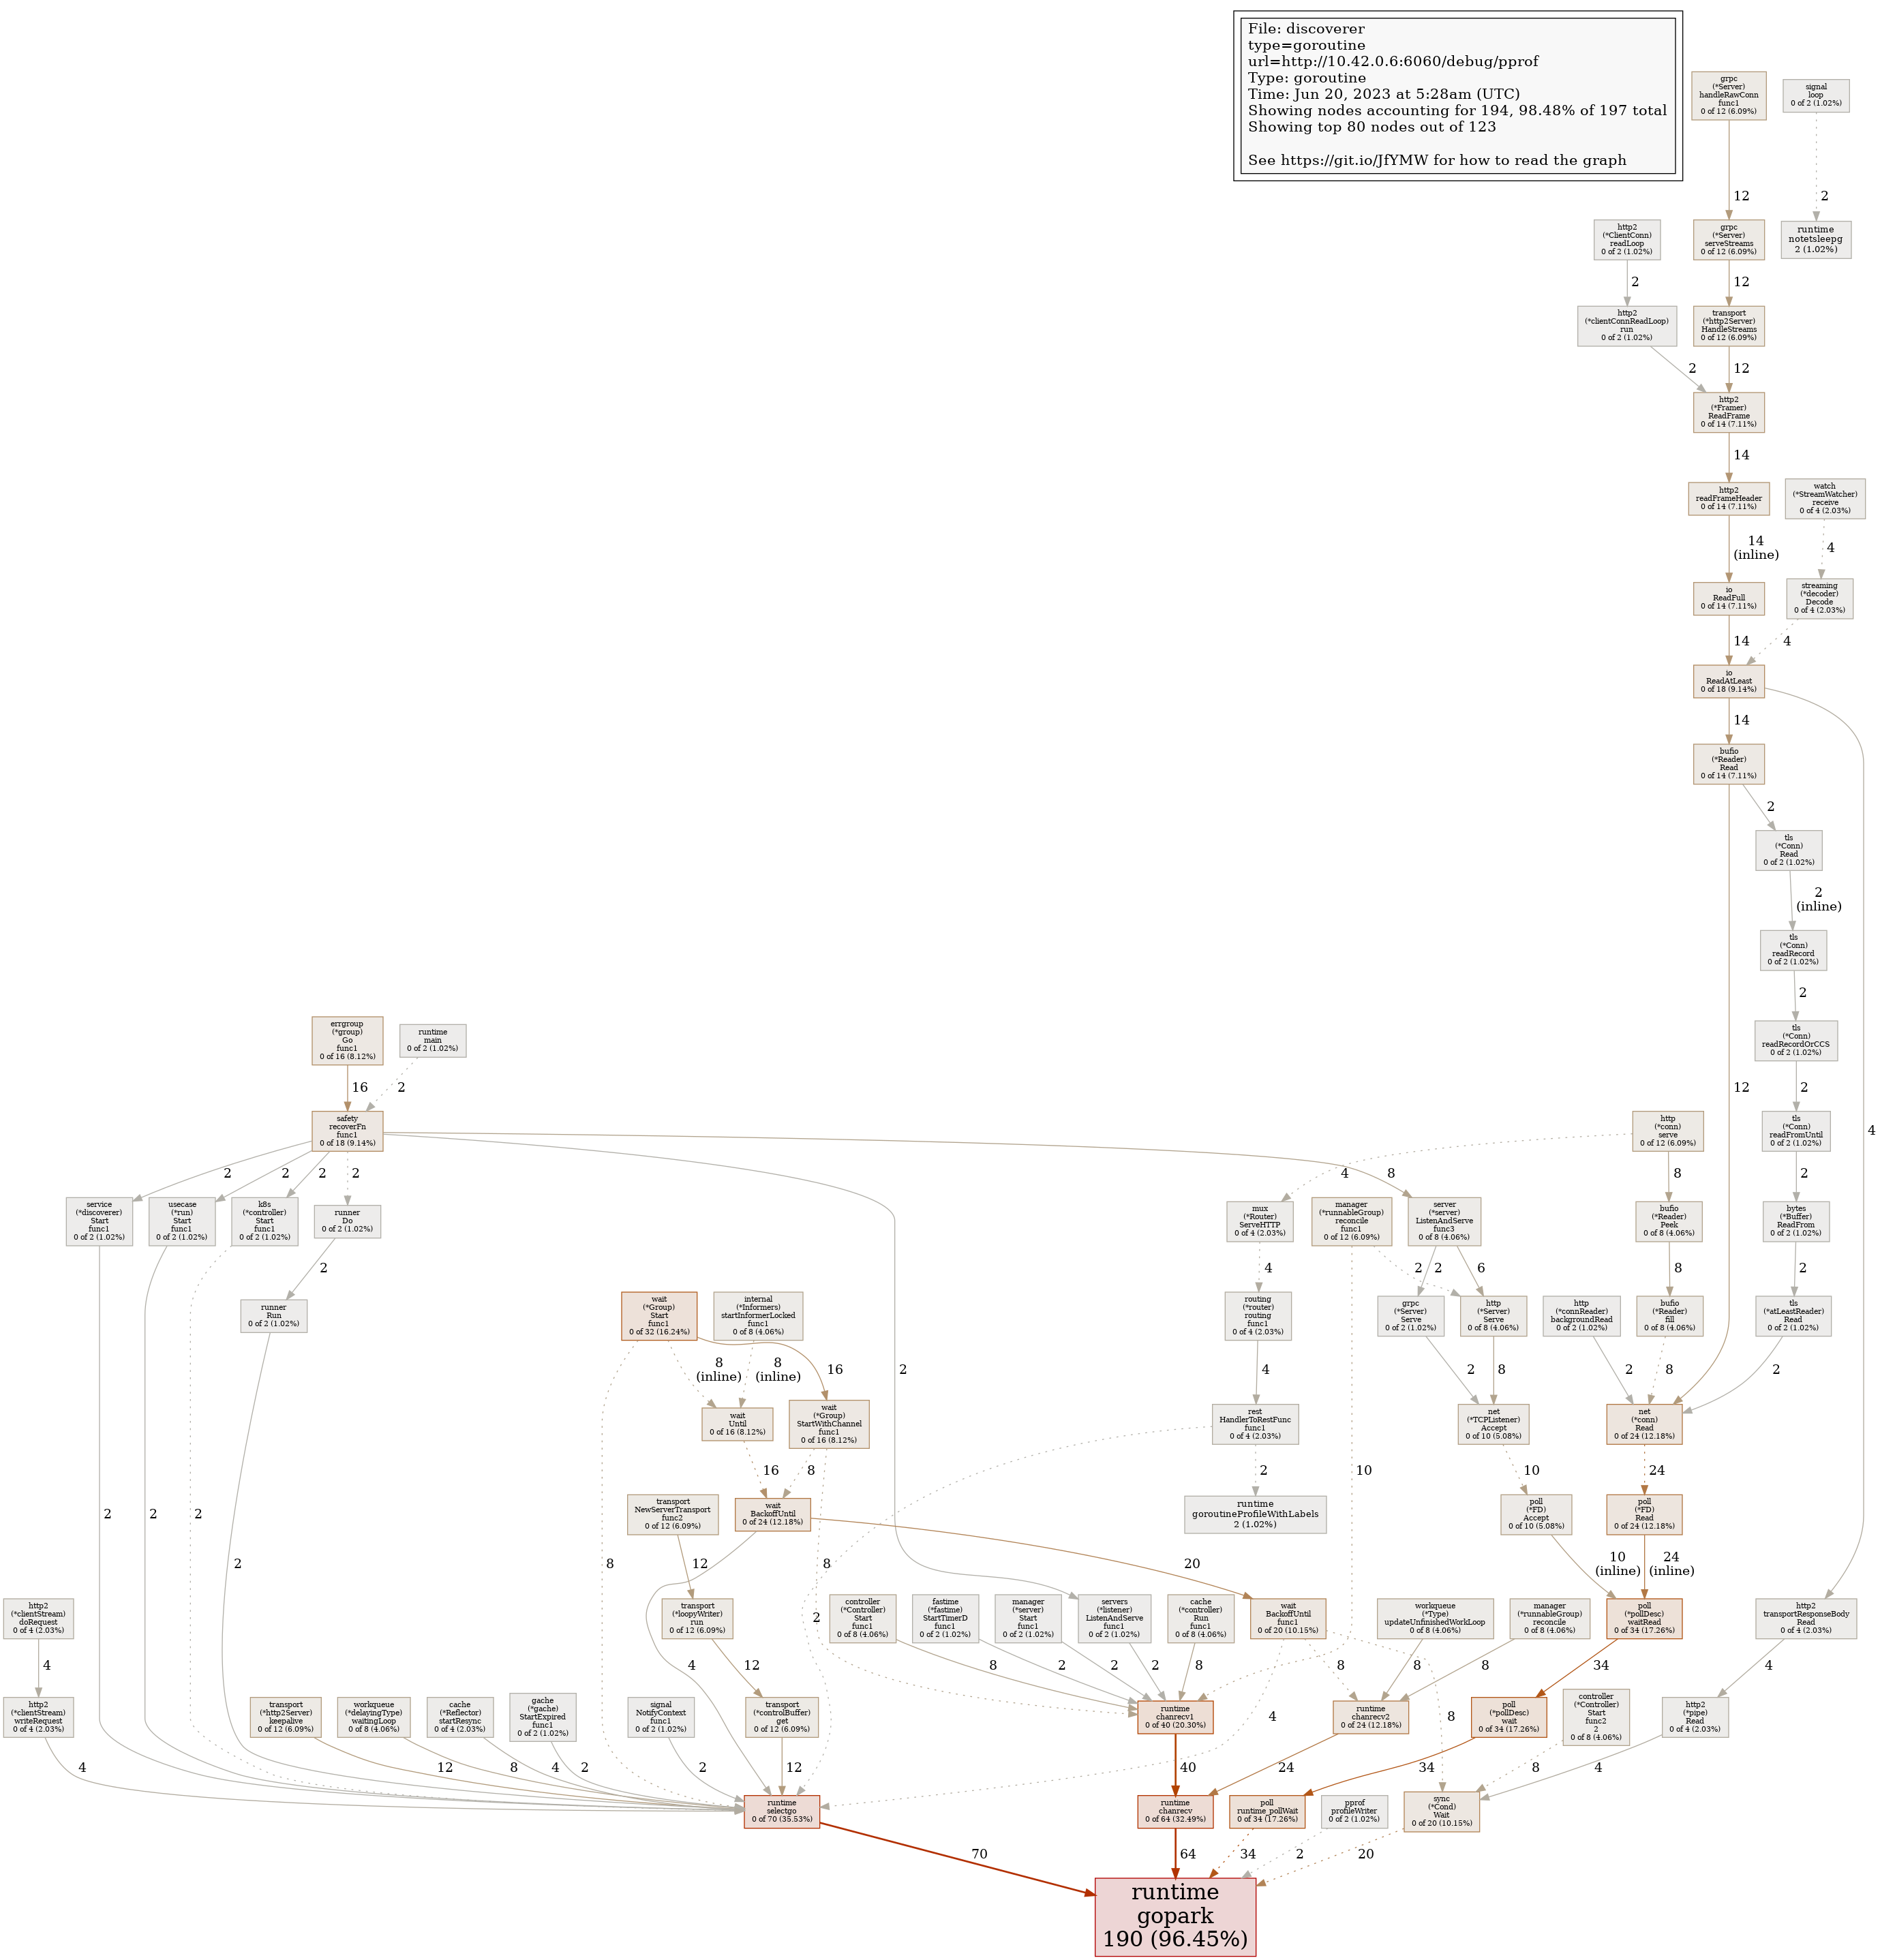 File: discoverer
type=goroutine
url=http://10.42.0.6:6060/debug/pprof
Type: goroutine
Time: Jun 20, 2023 at 5:28am (UTC)
Showing nodes accounting for 194, 98.48% of 197 total
Showing top 80 nodes out of 123
See https://git.io/JfYMW for how to read the graph
grpc
(*Server)
handleRawConn
func1
0 of 12 (6.09%)
signal
loop
0 of 2 (1.02%)
12
2
http2
(*ClientConn)
readLoop
0 of 2 (1.02%)
grpc
(*Server)
serveStreams
0 of 12 (6.09%)
runtime
notetsleepg
2 (1.02%)
2
12
http2
(*clientConnReadLoop)
run
0 of 2 (1.02%)
transport
(*http2Server)
HandleStreams
0 of 12 (6.09%)
2
12
http2
(*Framer)
ReadFrame
0 of 14 (7.11%)
14
http2
readFrameHeader
0 of 14 (7.11%)
watch
(*StreamWatcher)
receive
0 of 4 (2.03%)
14
(inline)
4
io
ReadFull
0 of 14 (7.11%)
streaming
(*decoder)
Decode
0 of 4 (2.03%)
14
4
io
ReadAtLeast
0 of 18 (9.14%)
14
bufio
(*Reader)
Read
0 of 14 (7.11%)
2
tls
(*Conn)
Read
0 of 2 (1.02%)
2
(inline)
tls
(*Conn)
readRecord
0 of 2 (1.02%)
2
errgroup
(*group)
Go
func1
0 of 16 (8.12%)
runtime
main
0 of 2 (1.02%)
tls
(*Conn)
readRecordOrCCS
0 of 2 (1.02%)
16
2
12
2
safety
recoverFn
func1
0 of 18 (9.14%)
http
(*conn)
serve
0 of 12 (6.09%)
tls
(*Conn)
readFromUntil
0 of 2 (1.02%)
4
2
2
2
2
8
4
8
2
service
(*discoverer)
Start
func1
0 of 2 (1.02%)
usecase
(*run)
Start
func1
0 of 2 (1.02%)
k8s
(*controller)
Start
func1
0 of 2 (1.02%)
runner
Do
0 of 2 (1.02%)
mux
(*Router)
ServeHTTP
0 of 4 (2.03%)
manager
(*runnableGroup)
reconcile
func1
0 of 12 (6.09%)
server
(*server)
ListenAndServe
func3
0 of 8 (4.06%)
bufio
(*Reader)
Peek
0 of 8 (4.06%)
bytes
(*Buffer)
ReadFrom
0 of 2 (1.02%)
2
4
2
2
6
8
2
runner
Run
0 of 2 (1.02%)
wait
(*Group)
Start
func1
0 of 32 (16.24%)
internal
(*Informers)
startInformerLocked
func1
0 of 8 (4.06%)
routing
(*router)
routing
func1
0 of 4 (2.03%)
grpc
(*Server)
Serve
0 of 2 (1.02%)
http
(*Server)
Serve
0 of 8 (4.06%)
http
(*connReader)
backgroundRead
0 of 2 (1.02%)
bufio
(*Reader)
fill
0 of 8 (4.06%)
tls
(*atLeastReader)
Read
0 of 2 (1.02%)
8
(inline)
8
(inline)
16
2
4
2
8
2
8
2
wait
Until
0 of 16 (8.12%)
wait
(*Group)
StartWithChannel
func1
0 of 16 (8.12%)
rest
HandlerToRestFunc
func1
0 of 4 (2.03%)
net
(*TCPListener)
Accept
0 of 10 (5.08%)
net
(*conn)
Read
0 of 24 (12.18%)
16
8
2
10
10
24
transport
NewServerTransport
func2
0 of 12 (6.09%)
wait
BackoffUntil
0 of 24 (12.18%)
runtime
goroutineProfileWithLabels
2 (1.02%)
poll
(*FD)
Accept
0 of 10 (5.08%)
poll
(*FD)
Read
0 of 24 (12.18%)
2
2
2
2
8
12
8
20
10
(inline)
24
(inline)
http2
(*clientStream)
doRequest
0 of 4 (2.03%)
transport
(*loopyWriter)
run
0 of 12 (6.09%)
controller
(*Controller)
Start
func1
0 of 8 (4.06%)
fastime
(*fastime)
StartTimerD
func1
0 of 2 (1.02%)
manager
(*server)
Start
func1
0 of 2 (1.02%)
servers
(*listener)
ListenAndServe
func1
0 of 2 (1.02%)
cache
(*controller)
Run
func1
0 of 8 (4.06%)
wait
BackoffUntil
func1
0 of 20 (10.15%)
workqueue
(*Type)
updateUnfinishedWorkLoop
0 of 8 (4.06%)
manager
(*runnableGroup)
reconcile
0 of 8 (4.06%)
poll
(*pollDesc)
waitRead
0 of 34 (17.26%)
http2
transportResponseBody
Read
0 of 4 (2.03%)
4
4
12
2
8
2
2
2
8
8
8
8
34
4
http2
(*clientStream)
writeRequest
0 of 4 (2.03%)
transport
(*http2Server)
keepalive
0 of 12 (6.09%)
workqueue
(*delayingType)
waitingLoop
0 of 8 (4.06%)
cache
(*Reflector)
startResync
0 of 4 (2.03%)
gache
(*gache)
StartExpired
func1
0 of 2 (1.02%)
signal
NotifyContext
func1
0 of 2 (1.02%)
transport
(*controlBuffer)
get
0 of 12 (6.09%)
runtime
chanrecv1
0 of 40 (20.30%)
runtime
chanrecv2
0 of 24 (12.18%)
poll
(*pollDesc)
wait
0 of 34 (17.26%)
controller
(*Controller)
Start
func2
2
0 of 8 (4.06%)
http2
(*pipe)
Read
0 of 4 (2.03%)
4
8
4
12
8
4
2
2
12
40
24
34
8
4
runtime
selectgo
0 of 70 (35.53%)
runtime
chanrecv
0 of 64 (32.49%)
poll
runtime_pollWait
0 of 34 (17.26%)
pprof
profileWriter
0 of 2 (1.02%)
sync
(*Cond)
Wait
0 of 20 (10.15%)
70
64
34
2
20
runtime
gopark
190 (96.45%)